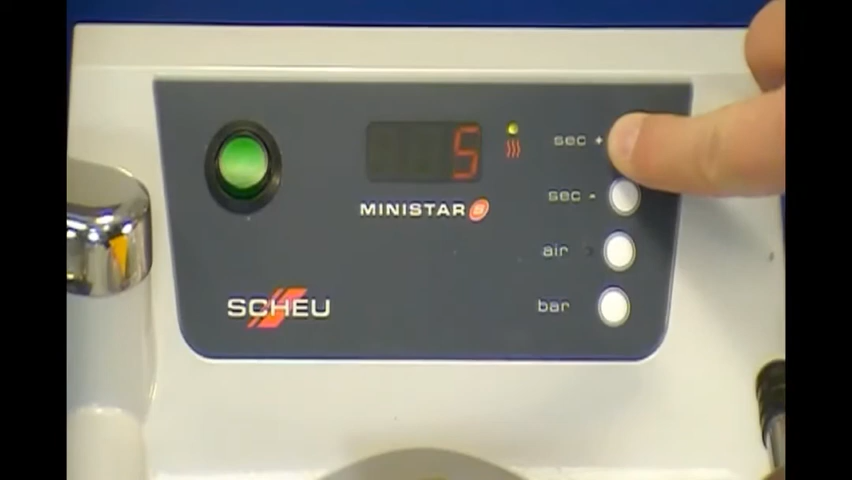 5
sec +
sec -
MINISTAR S
air
SCHEU
bar